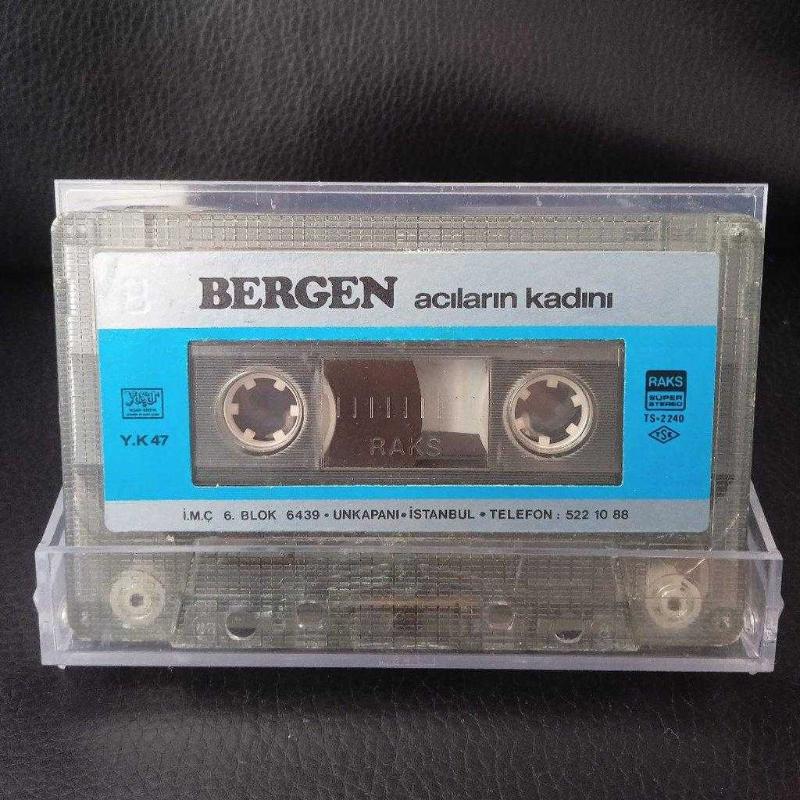 B
BERGEN acıların kadını
RAKS
SUPER
STEREO
TS-2240
TSE
Y.K 47
RAKS
İ.M.Ç 6. BLOK 6439 • UNKAPANI • İSTANBUL • TELEFON : 522 10 88